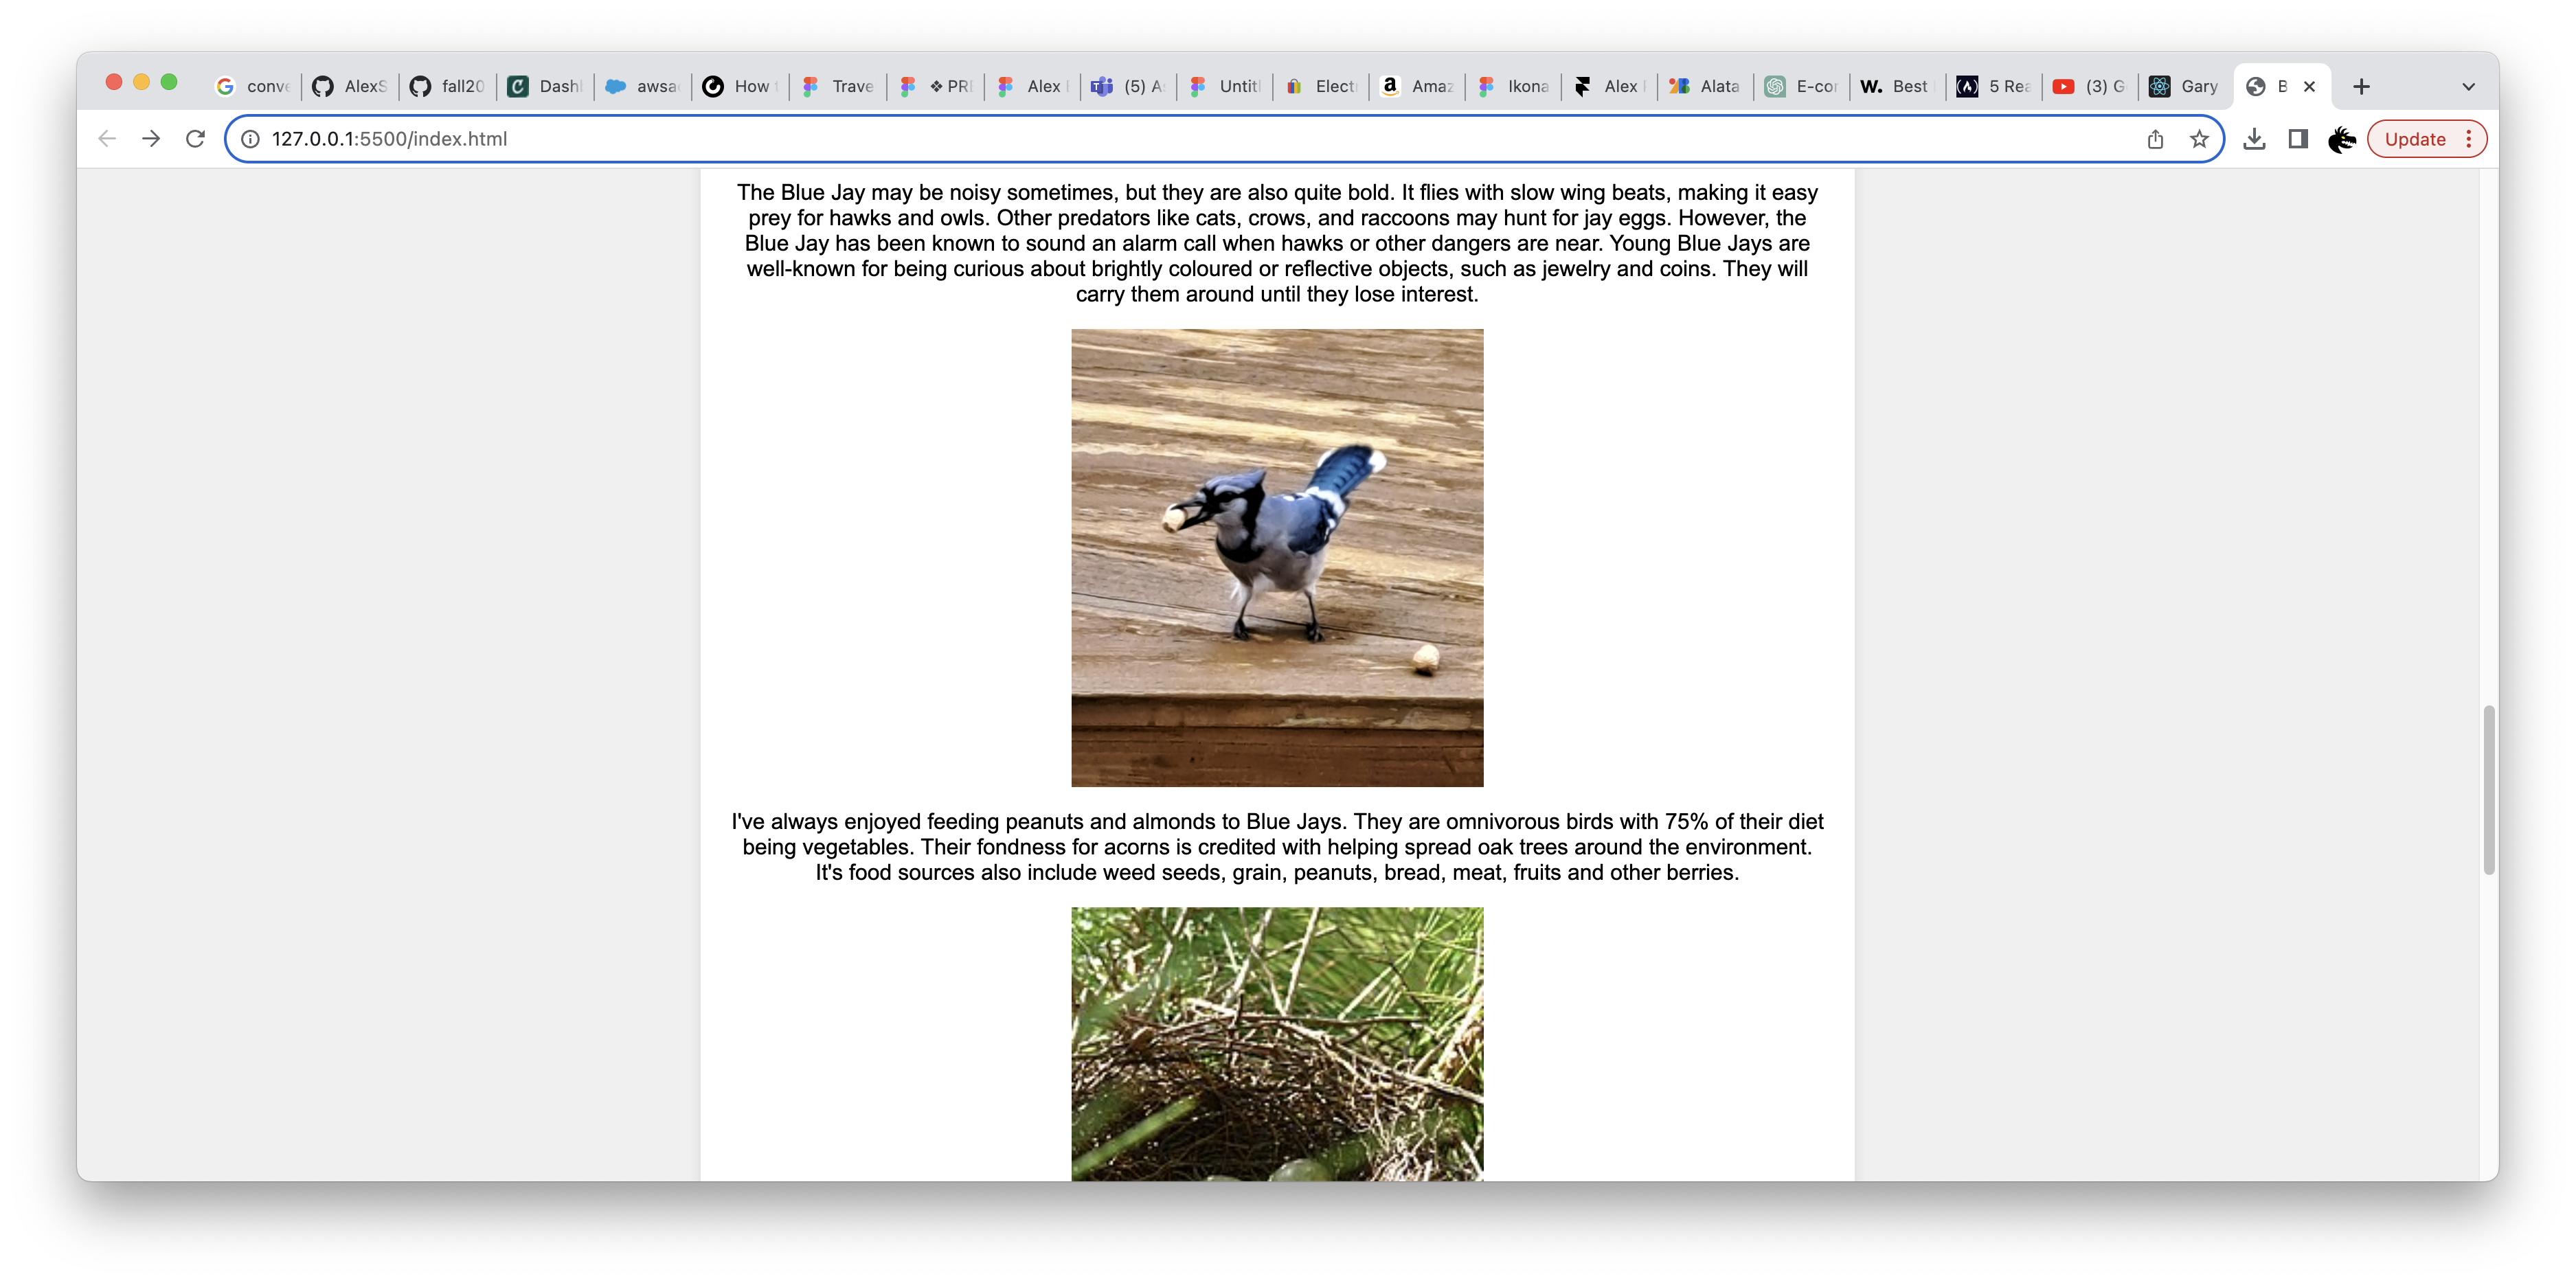 conve
AlexS
fall20
Dash
awsa
How
Trave
❖ PRI
Alex
(5) A
Untit
Elect
Amaz
Ikona
Alex
Alata
E-cor
W. Best
5 Rea
(3) G
Gary
B
127.0.0.1:5500/index.html
Update
The Blue Jay may be noisy sometimes, but they are also quite bold. It flies with slow wing beats, making it easy
prey for hawks and owls. Other predators like cats, crows, and raccoons may hunt for jay eggs. However, the
Blue Jay has been known to sound an alarm call when hawks or other dangers are near. Young Blue Jays are
well-known for being curious about brightly coloured or reflective objects, such as jewelry and coins. They will
carry them around until they lose interest.
I've always enjoyed feeding peanuts and almonds to Blue Jays. They are omnivorous birds with 75% of their diet
being vegetables. Their fondness for acorns is credited with helping spread oak trees around the environment.
It's food sources also include weed seeds, grain, peanuts, bread, meat, fruits and other berries.